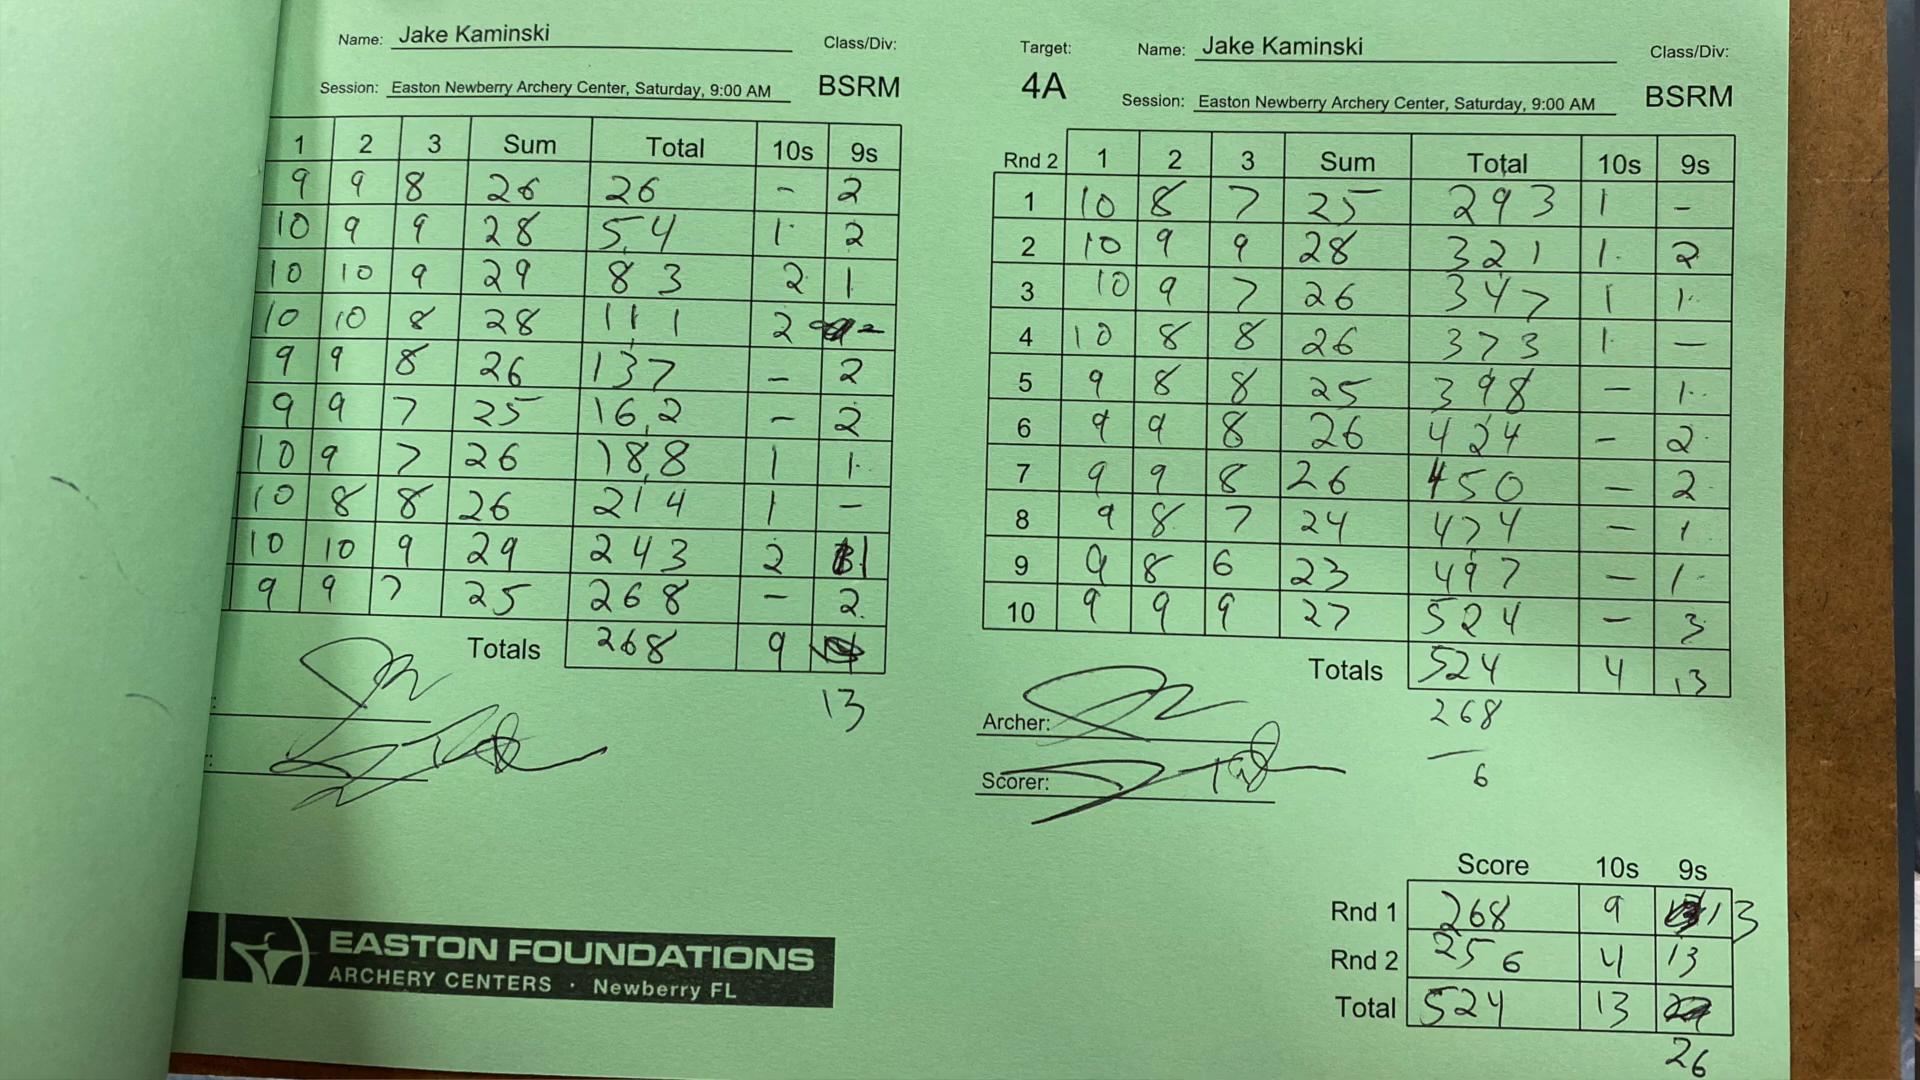 Name: Jake Kaminski Class/Div:
Session: Easton Newberry Archery Center, Saturday, 9:00 AM BSRM
1 2 3 Sum Total 10s 9s
9 9 8 26 26 - 2
10 9 9 28 54 1 2
10 10 9 29 83 2 1
10 10 8 28 111 2 -
9 9 8 26 137 - 2
9 9 7 25 162 - 2
10 9 7 26 188 1 1
10 8 8 26 214 1 -
10 10 9 29 243 2 1
9 9 7 25 268 - 2
Totals 268 9
13
EASTON FOUNDATIONS
ARCHERY CENTERS · Newberry FL
Target: Name: Jake Kaminski Class/Div:
4A Session: Easton Newberry Archery Center, Saturday, 9:00 AM BSRM
Rnd 2 1 2 3 Sum Total 10s 9s
1 10 8 7 25 293 1 -
2 10 9 9 28 321 1 2
3 10 9 7 26 347 1 1
4 10 8 8 26 373 1 -
5 9 8 8 25 398 - 1
6 9 9 8 26 424 - 2
7 9 9 8 26 450 - 2
8 9 8 7 24 474 - 1
9 9 8 6 23 497 - 1
10 9 9 9 27 524 - 3
Totals 524 4 13
268
6
Archer:
Scorer:
Score 10s 9s
Rnd 1 268 9 13
Rnd 2 256 4 13
Total 524 13
26